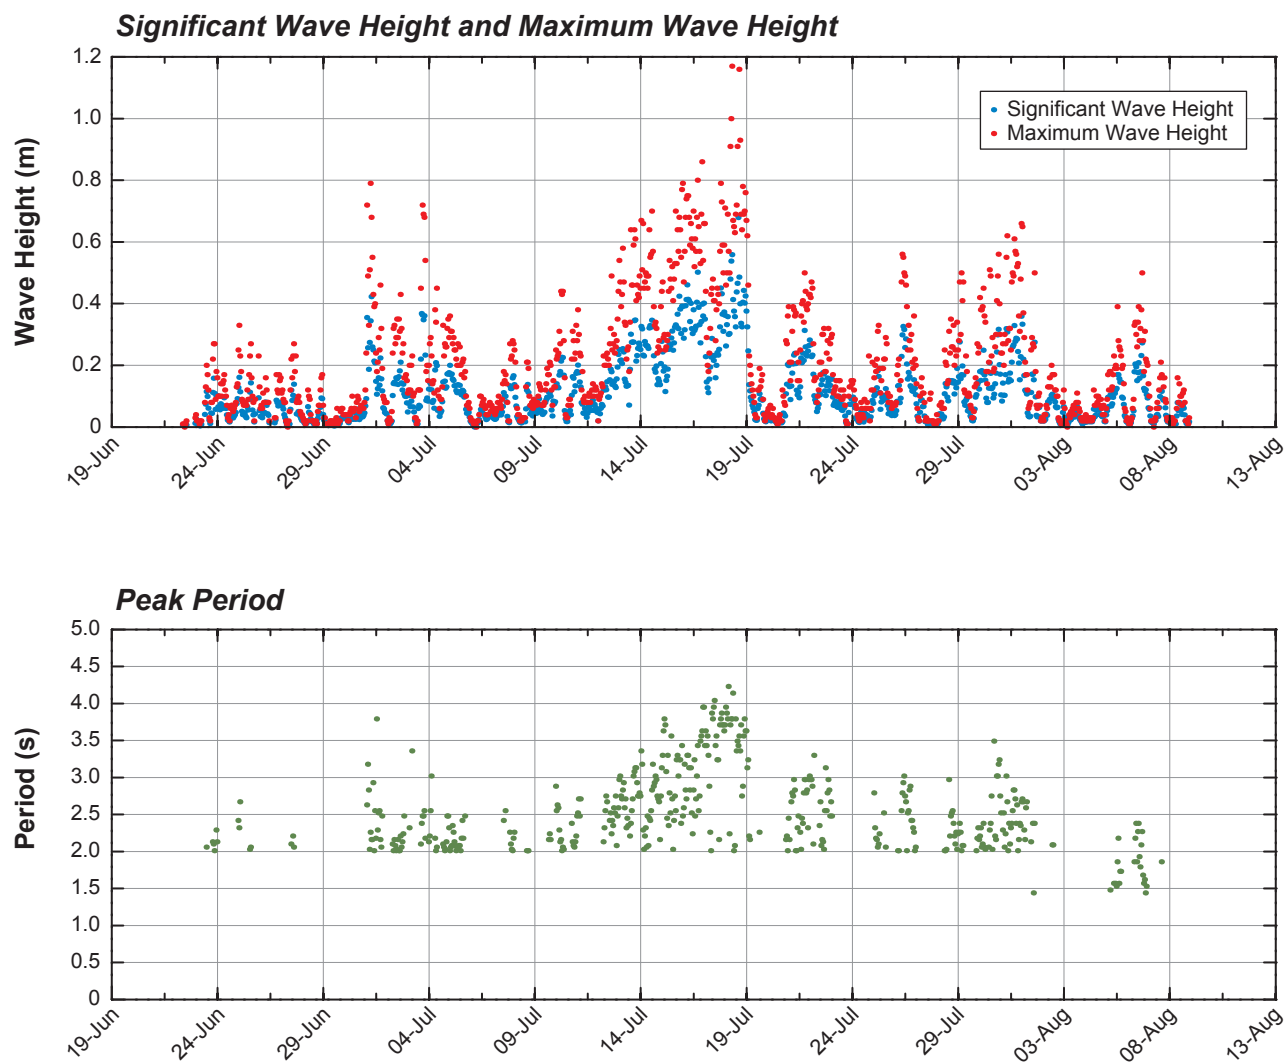 Significant Wave Height and Maximum Wave Height
Wave Height (m)
1.2
1.0
0.8
0.6
0.4
0.2
0
Significant Wave Height
Maximum Wave Height
19-Jun
24-Jun
29-Jun
04-Jul
09-Jul
14-Jul
19-Jul
24-Jul
29-Jul
03-Aug
08-Aug
13-Aug
Peak Period
Period (s)
5.0
4.5
4.0
3.5
3.0
2.5
2.0
1.5
1.0
0.5
0
19-Jun
24-Jun
29-Jun
04-Jul
09-Jul
14-Jul
19-Jul
24-Jul
29-Jul
03-Aug
08-Aug
13-Aug